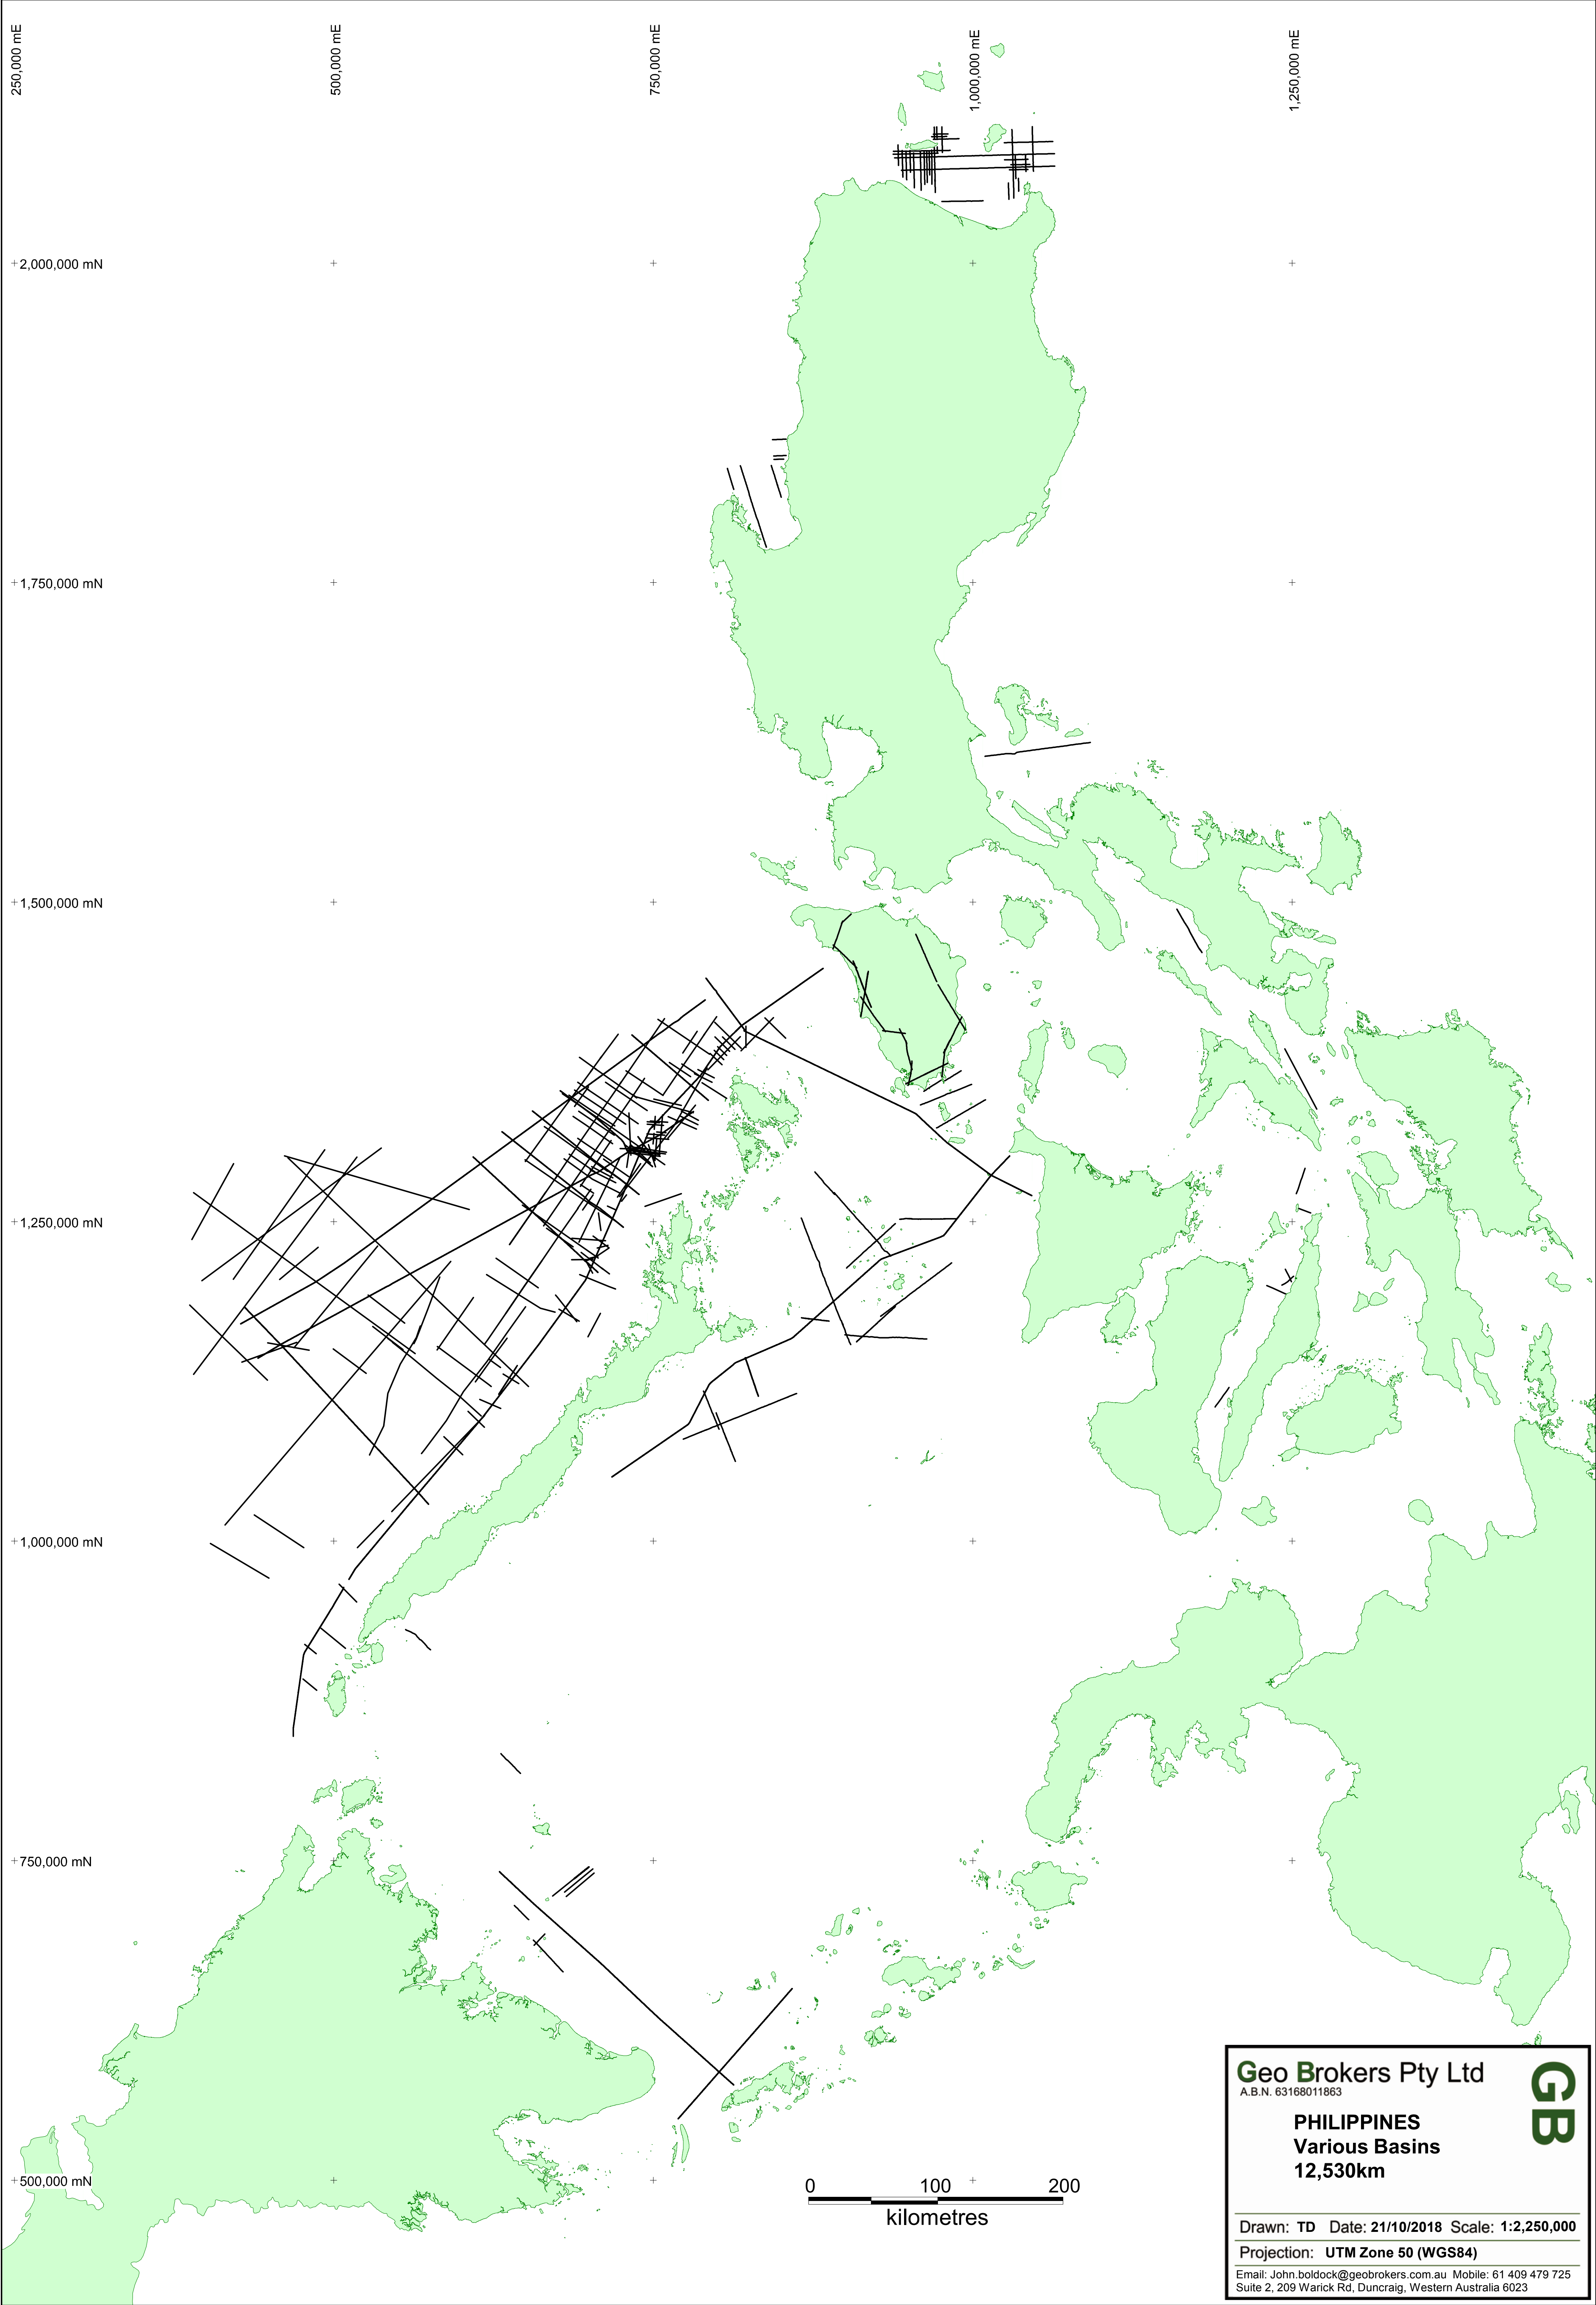 250,000 mE
500,000 mE
750,000 mE
1,000,000 mE
1,250,000 mE
2,000,000 mN
1,750,000 mN
1,500,000 mN
1,250,000 mN
1,000,000 mN
750,000 mN
500,000 mN
0 100 200
kilometres
Geo Brokers Pty Ltd
A.B.N. 63168011863
GB
PHILIPPINES
Various Basins
12,530km
Drawn: TD Date: 21/10/2018 Scale: 1:2,250,000
Projection: UTM Zone 50 (WGS84)
Email: John.boldock@geobrokers.com.au Mobile: 61 409 479 725
Suite 2, 209 Warick Rd, Duncraig, Western Australia 6023